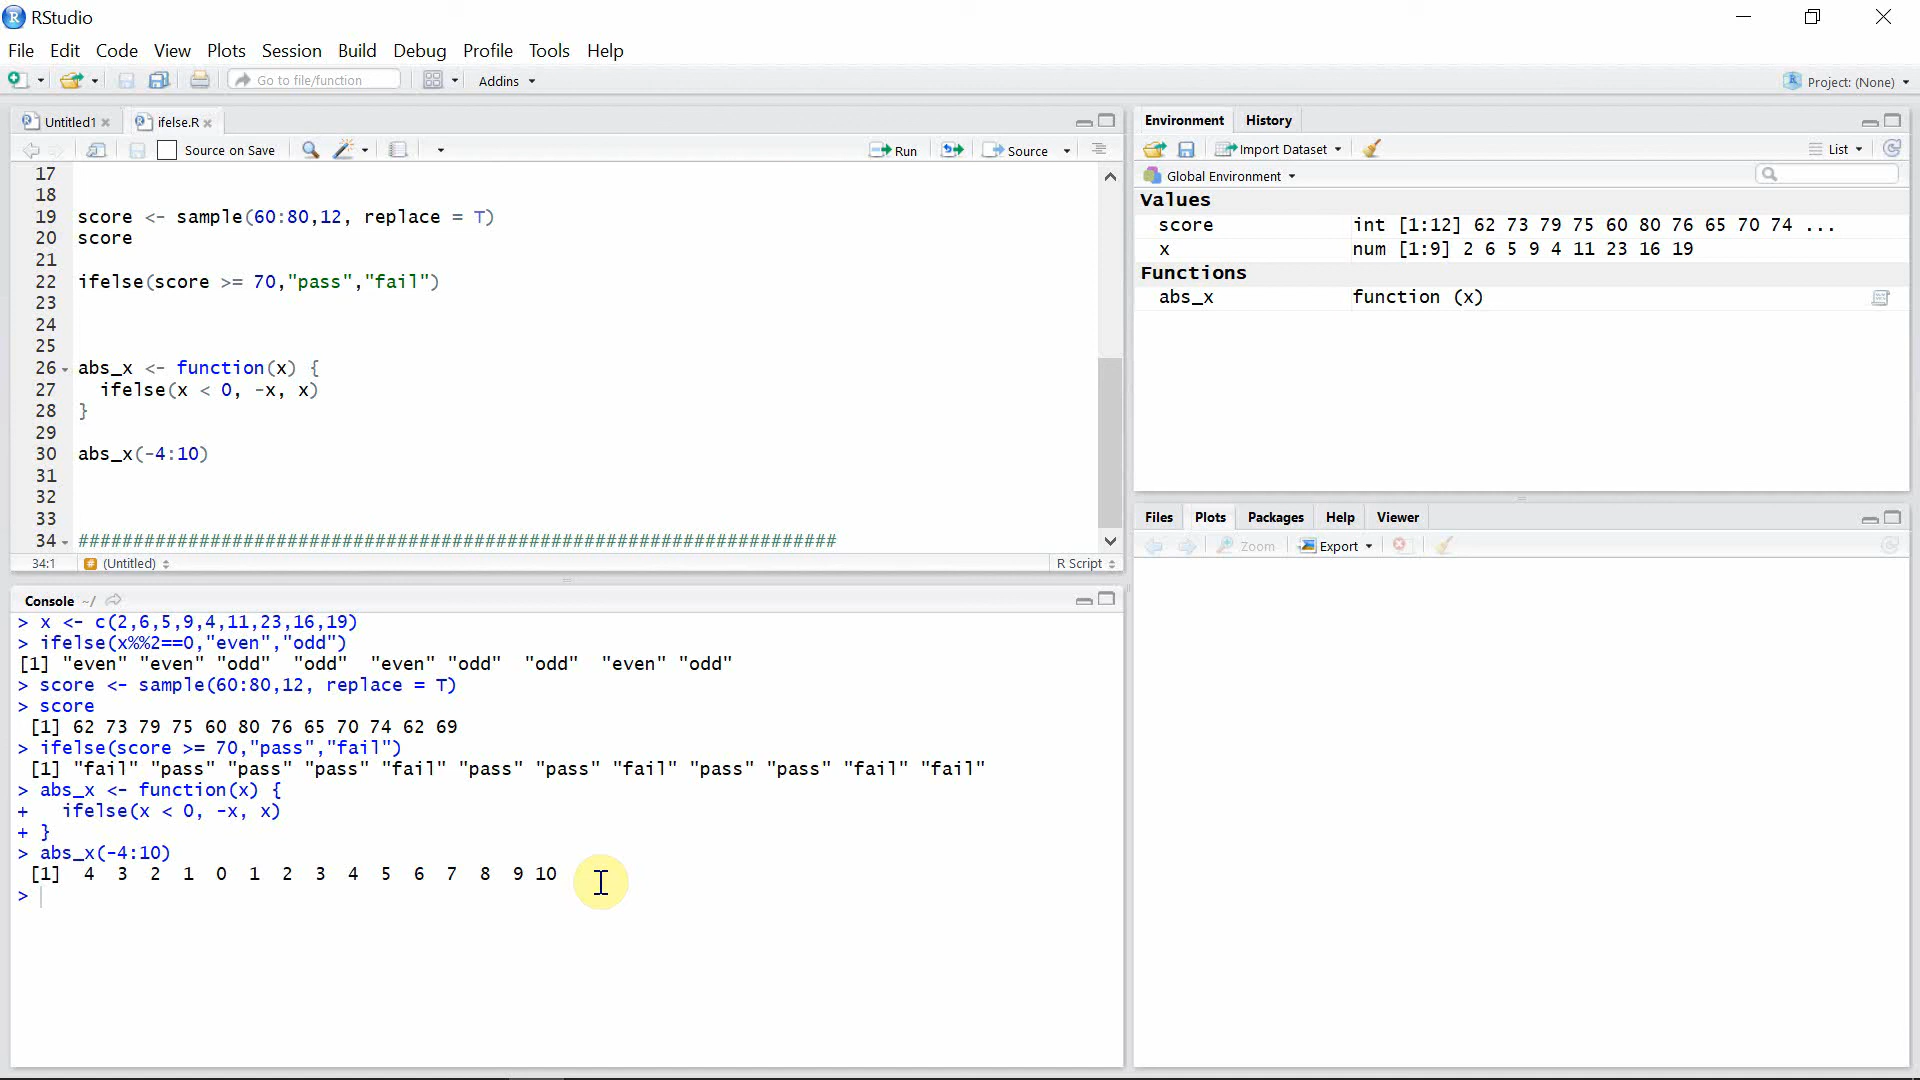 RStudio
File Edit Code View Plots Session Build Debug Profile Tools Help
Go to file/function Addins Project: (None)
Untitled1 ifelse.R
Source on Save Run Source
17
18
19 score <- sample(60:80,12, replace = T)
20 score
21
22 ifelse(score >= 70,"pass","fail")
23
24
25
26 abs_x <- function(x) {
27 ifelse(x < 0, -x, x)
28 }
29
30 abs_x(-4:10)
31
32
33
34 #####################################################################
34:1 (Untitled) R Script
Console ~/
> x <- c(2,6,5,9,4,11,23,16,19)
> ifelse(x%%2==0,"even","odd")
[1] "even" "even" "odd" "odd" "even" "odd" "odd" "even" "odd"
> score <- sample(60:80,12, replace = T)
> score
[1] 62 73 79 75 60 80 76 65 70 74 62 69
> ifelse(score >= 70,"pass","fail")
[1] "fail" "pass" "pass" "pass" "fail" "pass" "pass" "fail" "pass" "pass" "fail" "fail"
> abs_x <- function(x) {
+ ifelse(x < 0, -x, x)
+ }
> abs_x(-4:10)
[1] 4 3 2 1 0 1 2 3 4 5 6 7 8 9 10
>
Environment History
Import Dataset List
Global Environment
Values
score int [1:12] 62 73 79 75 60 80 76 65 70 74 ...
x num [1:9] 2 6 5 9 4 11 23 16 19
Functions
abs_x function (x)
Files Plots Packages Help Viewer
Zoom Export